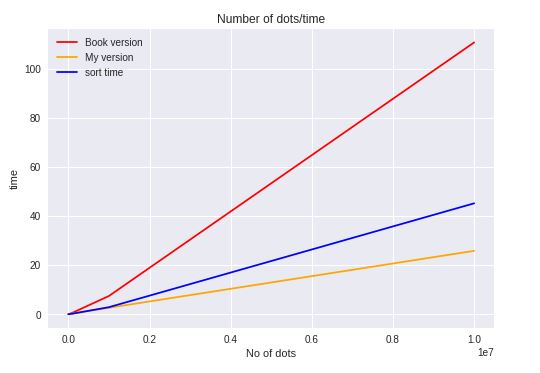 Number of dots/time
Book version
My version
sort time
100
80
60
40
20
0
time
0.0 0.2 0.4 0.6 0.8 1.0
1e7
No of dots